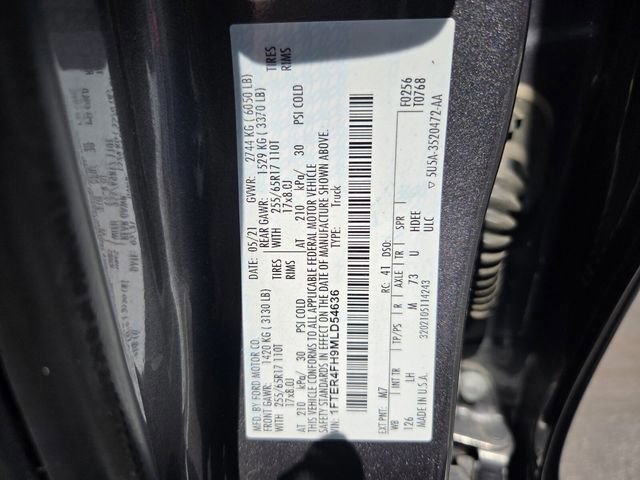 MFD. BY FORD MOTOR CO.
DATE: 05/21 GVWR: 2744 KG ( 6050 LB)
FRONT GAWR: 1420 KG ( 3130 LB) REAR GAWR: 1529 KG ( 3370 LB)
WITH 255/65R17 110T TIRES WITH 255/65R17 110T TIRES
17x8.0J RIMS 17x8.0J RIMS
AT 210 kPa/ 30 PSI COLD AT 210 kPa/ 30 PSI COLD
THIS VEHICLE CONFORMS TO ALL APPLICABLE FEDERAL MOTOR VEHICLE
SAFETY STANDARDS IN EFFECT ON THE DATE OF MANUFACTURE SHOWN ABOVE.
VIN: 1FTER4FH9MLD54636 TYPE: Truck
F0256
T0768
EXT PNT: M7 RC: 41 DSO:
WB INT TR TP/PS R AXLE TR SPR
126 LH M 73 U HDEE
ULC
MADE IN U.S.A. 3202105114243
▽ 5U5A-3520472-AA